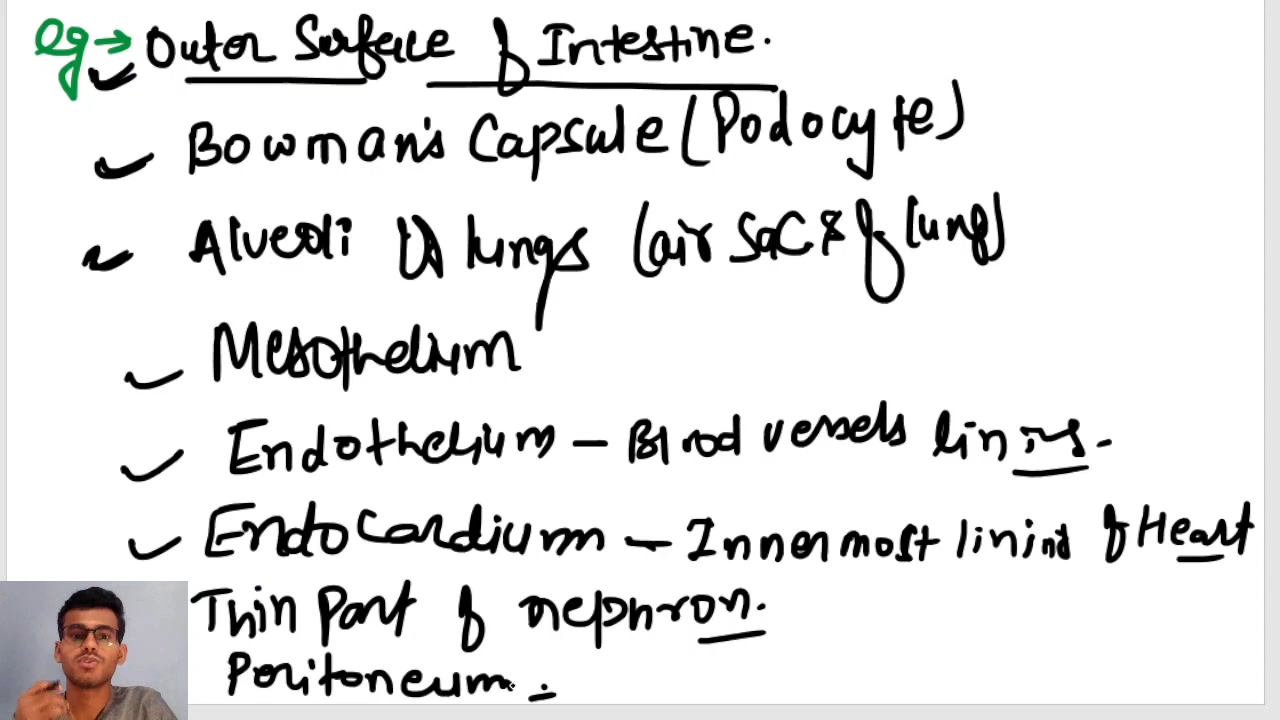 eg→ Outer Surface of Intestine.
Bowman's Capsule (Podocyte)
Alveoli of lungs (air sacs of lung)
Mesothelium
Endothelium – Blood vessels lining.
Endocardium – Innermost lining of Heart
Thin Part of nephron.
Peritoneum.